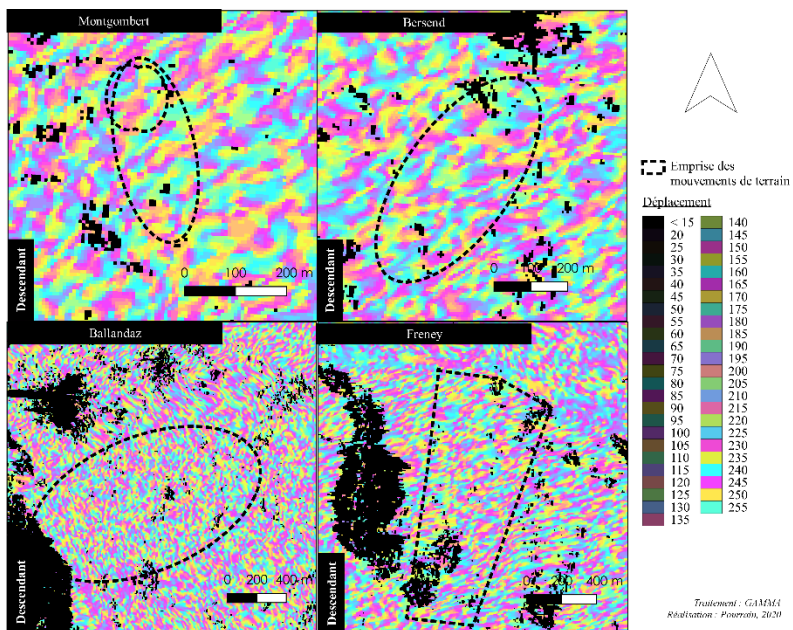 Montgombert
Bersend
Descendant
0 100 200 m
Descendant
0 100 200 m
Ballandaz
Freney
Descendant
0 200 400 m
Descendant
0 200 400 m
Emprise des
mouvements de terrain
Déplacement
< 15
20
25
30
35
40
45
50
55
60
65
70
75
80
85
90
95
100
105
110
115
120
125
130
135
140
145
150
155
160
165
170
175
180
185
190
195
200
205
210
215
220
225
230
235
240
245
250
255
Traitement : GAMMA
Réalisation : Pourrain, 2020